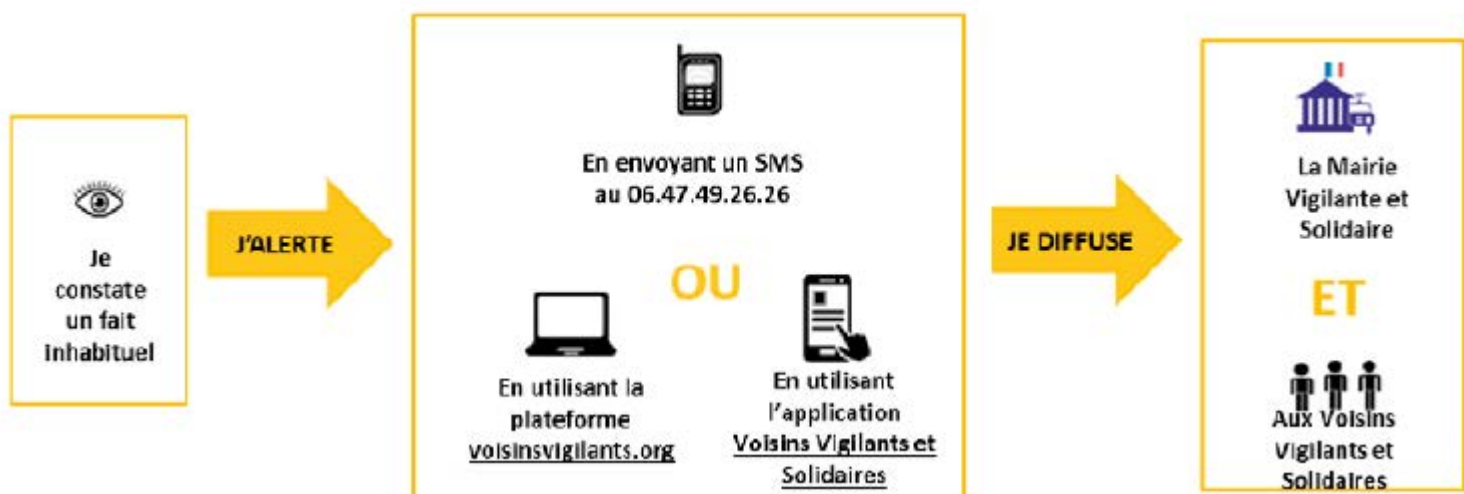 Je
constate
un fait
inhabituel
J'ALERTE
En envoyant un SMS
au 06.47.49.26.26
OU
En utilisant la
plateforme
voisinsvigilants.org
En utilisant
l'application
Voisins Vigilants et
Solidaires
JE DIFFUSE
La Mairie
Vigilante et
Solidaire
ET
Aux Voisins
Vigilants et
Solidaires